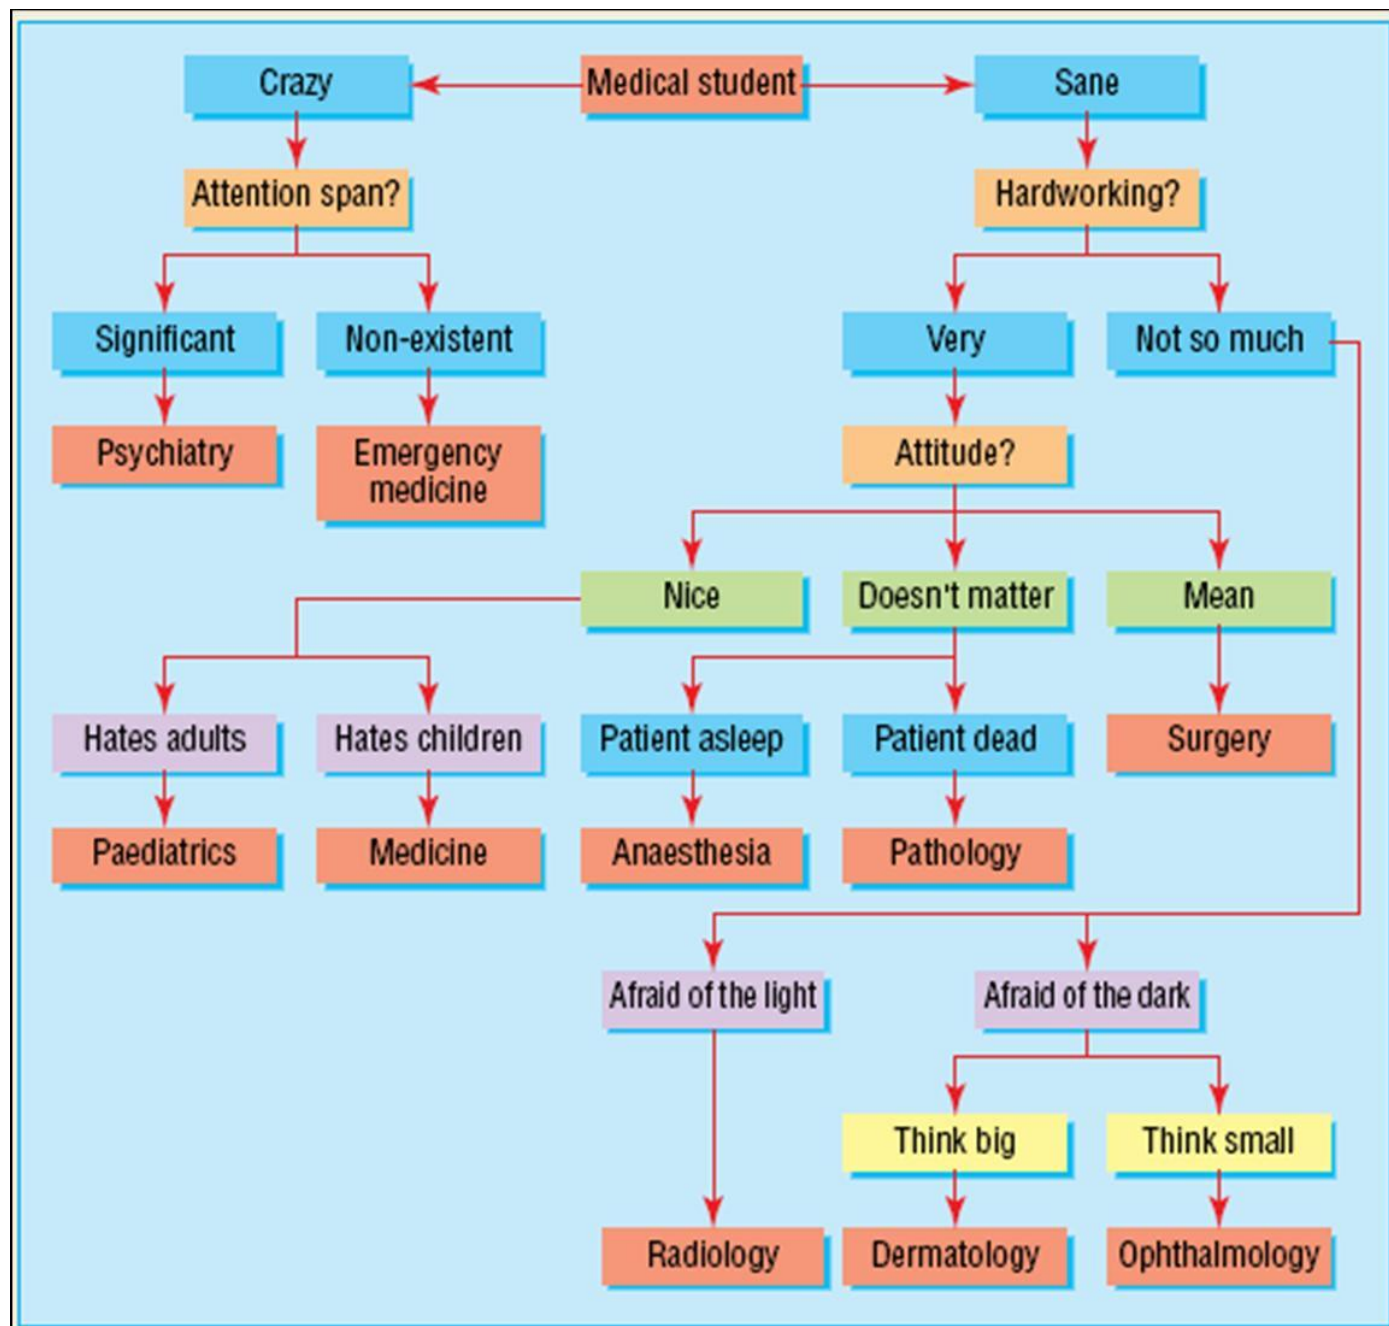 Crazy
Medical student
Sane
Attention span?
Hardworking?
Significant
Non-existent
Very
Not so much
Psychiatry
Emergency
medicine
Attitude?
Nice
Doesn't matter
Mean
Hates adults
Hates children
Patient asleep
Patient dead
Surgery
Paediatrics
Medicine
Anaesthesia
Pathology
Afraid of the light
Afraid of the dark
Think big
Think small
Radiology
Dermatology
Ophthalmology